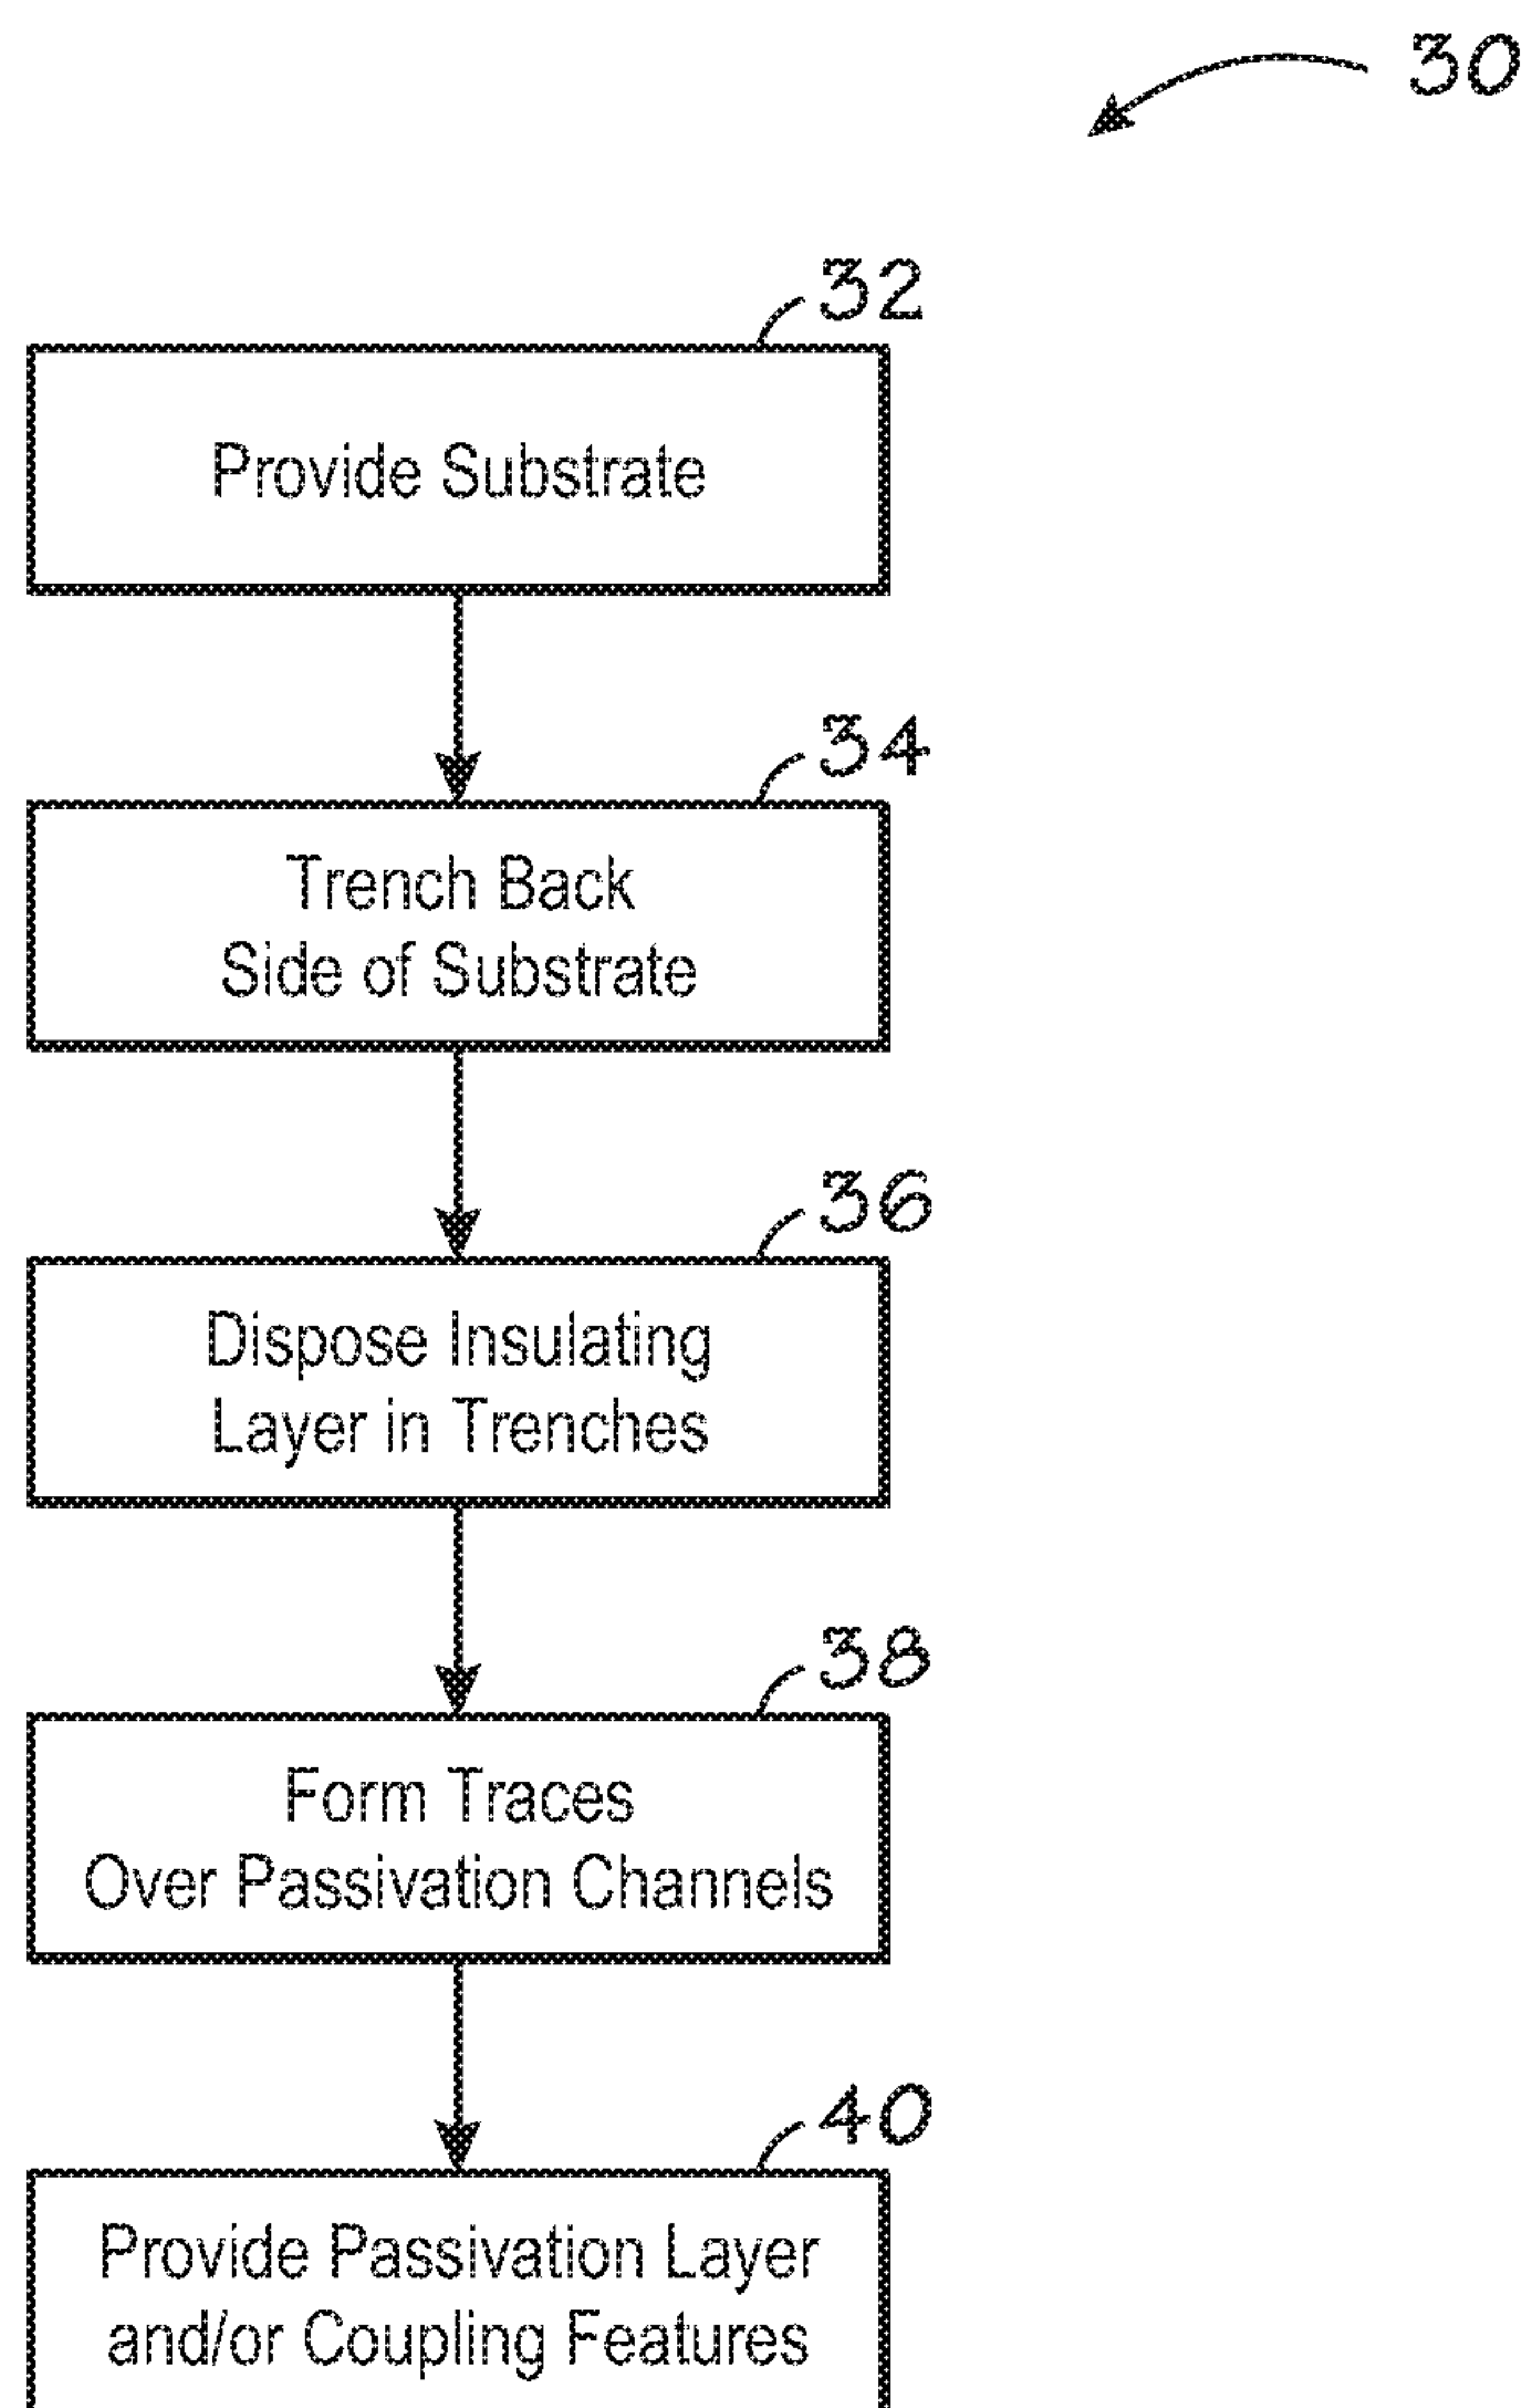 30
32
Provide Substrate
34
Trench Back
Side of Substrate
36
Dispose Insulating
Layer in Trenches
38
Form Traces
Over Passivation Channels
40
Provide Passivation Layer
and/or Coupling Features